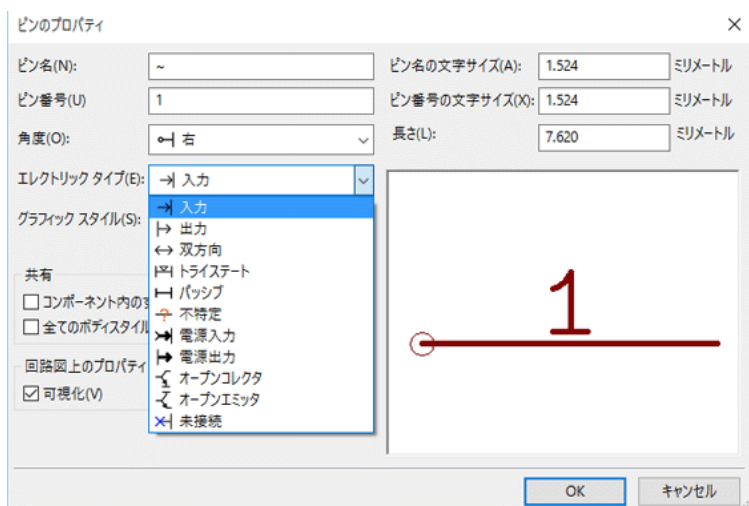 ピンのプロパティ
ピン名(N):
~
ピン名の文字サイズ(A):
1.524
ミリメートル
ピン番号(U)
1
ピン番号の文字サイズ(X):
1.524
ミリメートル
角度(O):
右
長さ(L):
7.620
ミリメートル
エレクトリック タイプ(E):
入力
グラフィック スタイル(S):
入力
出力
双方向
トライステート
パッシブ
不特定
電源入力
電源出力
オープンコレクタ
オープンエミッタ
未接続
共有
コンポーネント内の
全てのボディスタイル
回路図上のプロパティ
可視化(V)
1
OK
キャンセル